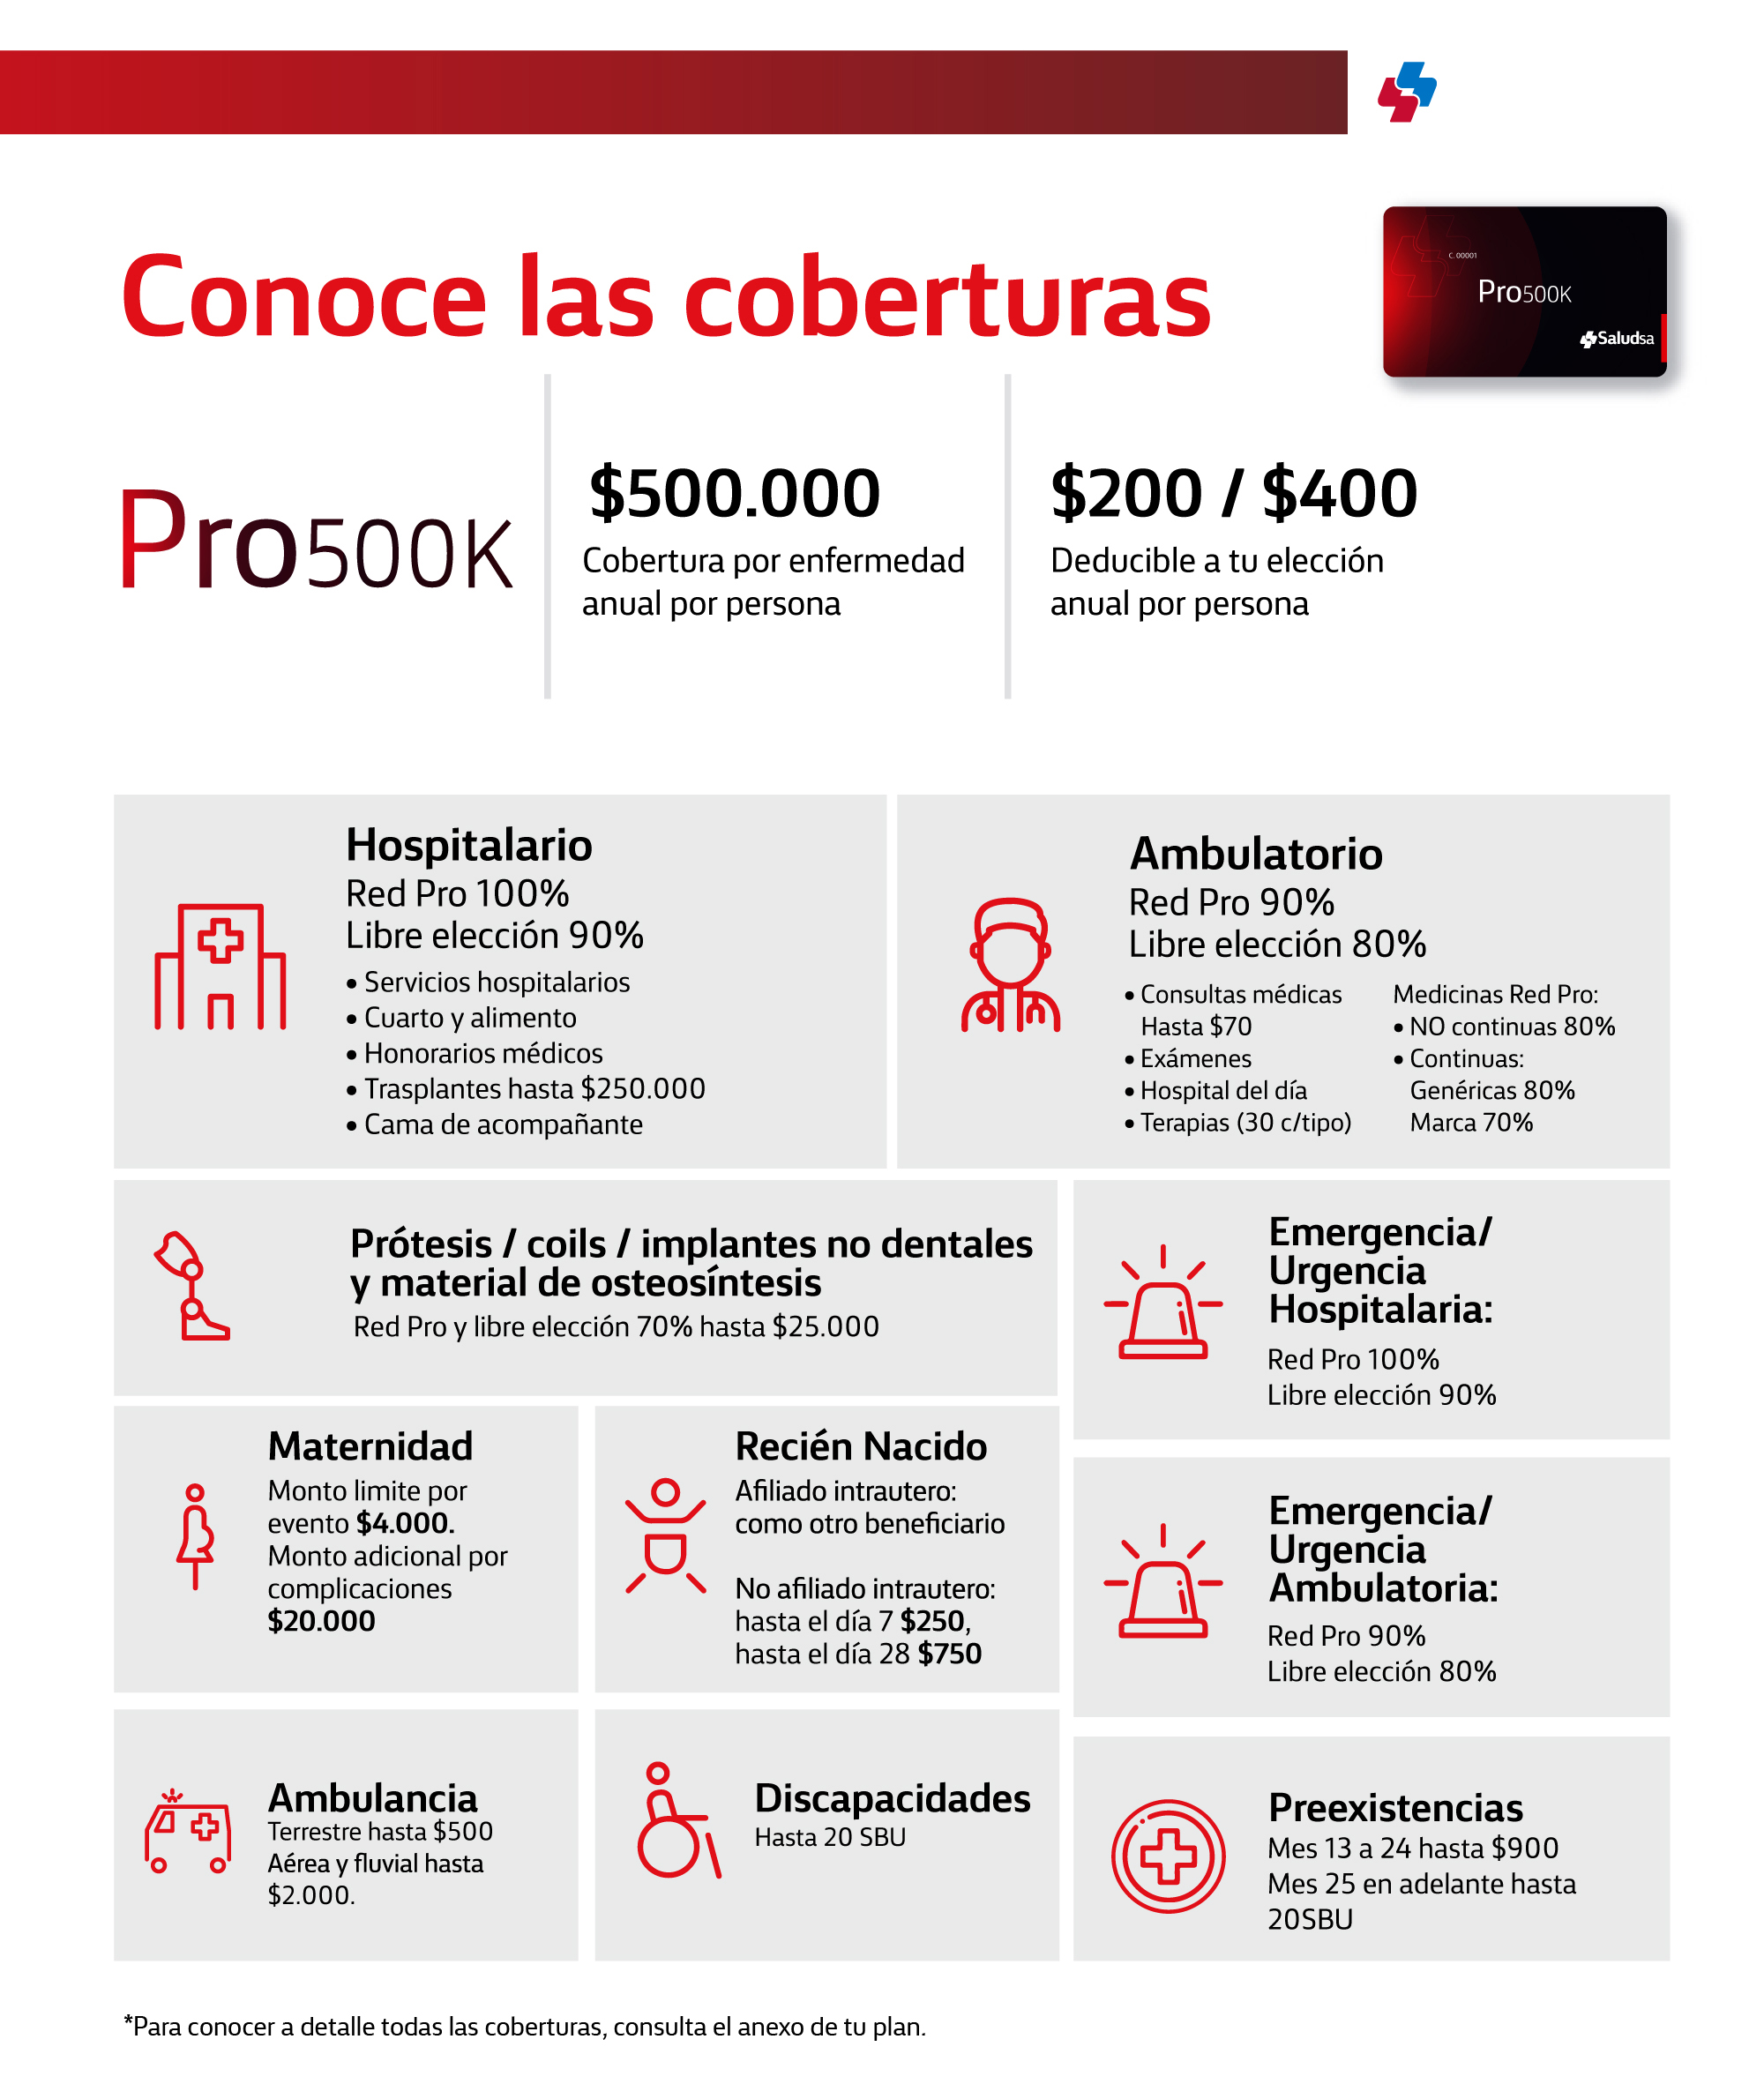 Conoce las coberturas
C. 00001
Pro500K
Saludsa
Pro500K
$500.000
Cobertura por enfermedad
anual por persona
$200 / $400
Deducible a tu elección
anual por persona
Hospitalario
Red Pro 100%
Libre elección 90%
• Servicios hospitalarios
• Cuarto y alimento
• Honorarios médicos
• Trasplantes hasta $250.000
• Cama de acompañante
Ambulatorio
Red Pro 90%
Libre elección 80%
• Consultas médicas
Hasta $70
• Exámenes
• Hospital del día
• Terapias (30 c/tipo)
Medicinas Red Pro:
• NO continuas 80%
• Continuas:
Genéricas 80%
Marca 70%
Prótesis / coils / implantes no dentales
y material de osteosíntesis
Red Pro y libre elección 70% hasta $25.000
Emergencia/
Urgencia
Hospitalaria:
Red Pro 100%
Libre elección 90%
Maternidad
Monto limite por
evento $4.000.
Monto adicional por
complicaciones
$20.000
Recién Nacido
Afiliado intrautero:
como otro beneficiario
No afiliado intrautero:
hasta el día 7 $250,
hasta el día 28 $750
Emergencia/
Urgencia
Ambulatoria:
Red Pro 90%
Libre elección 80%
Ambulancia
Terrestre hasta $500
Aérea y fluvial hasta
$2.000.
Discapacidades
Hasta 20 SBU
Preexistencias
Mes 13 a 24 hasta $900
Mes 25 en adelante hasta
20SBU
*Para conocer a detalle todas las coberturas, consulta el anexo de tu plan.